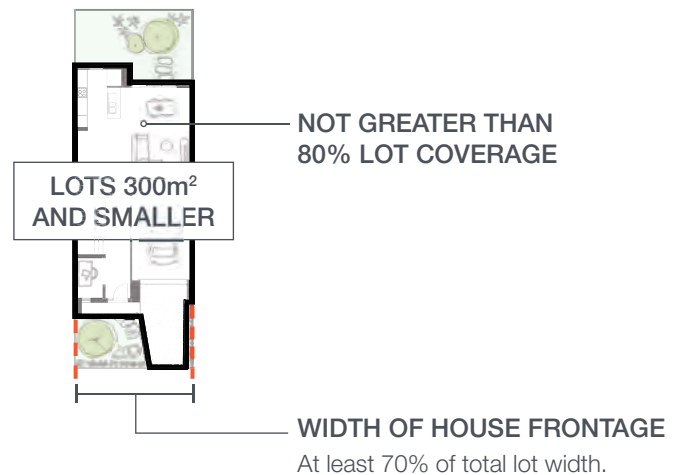 NOT GREATER THAN
80% LOT COVERAGE
LOTS 300m²
AND SMALLER
WIDTH OF HOUSE FRONTAGE
At least 70% of total lot width.